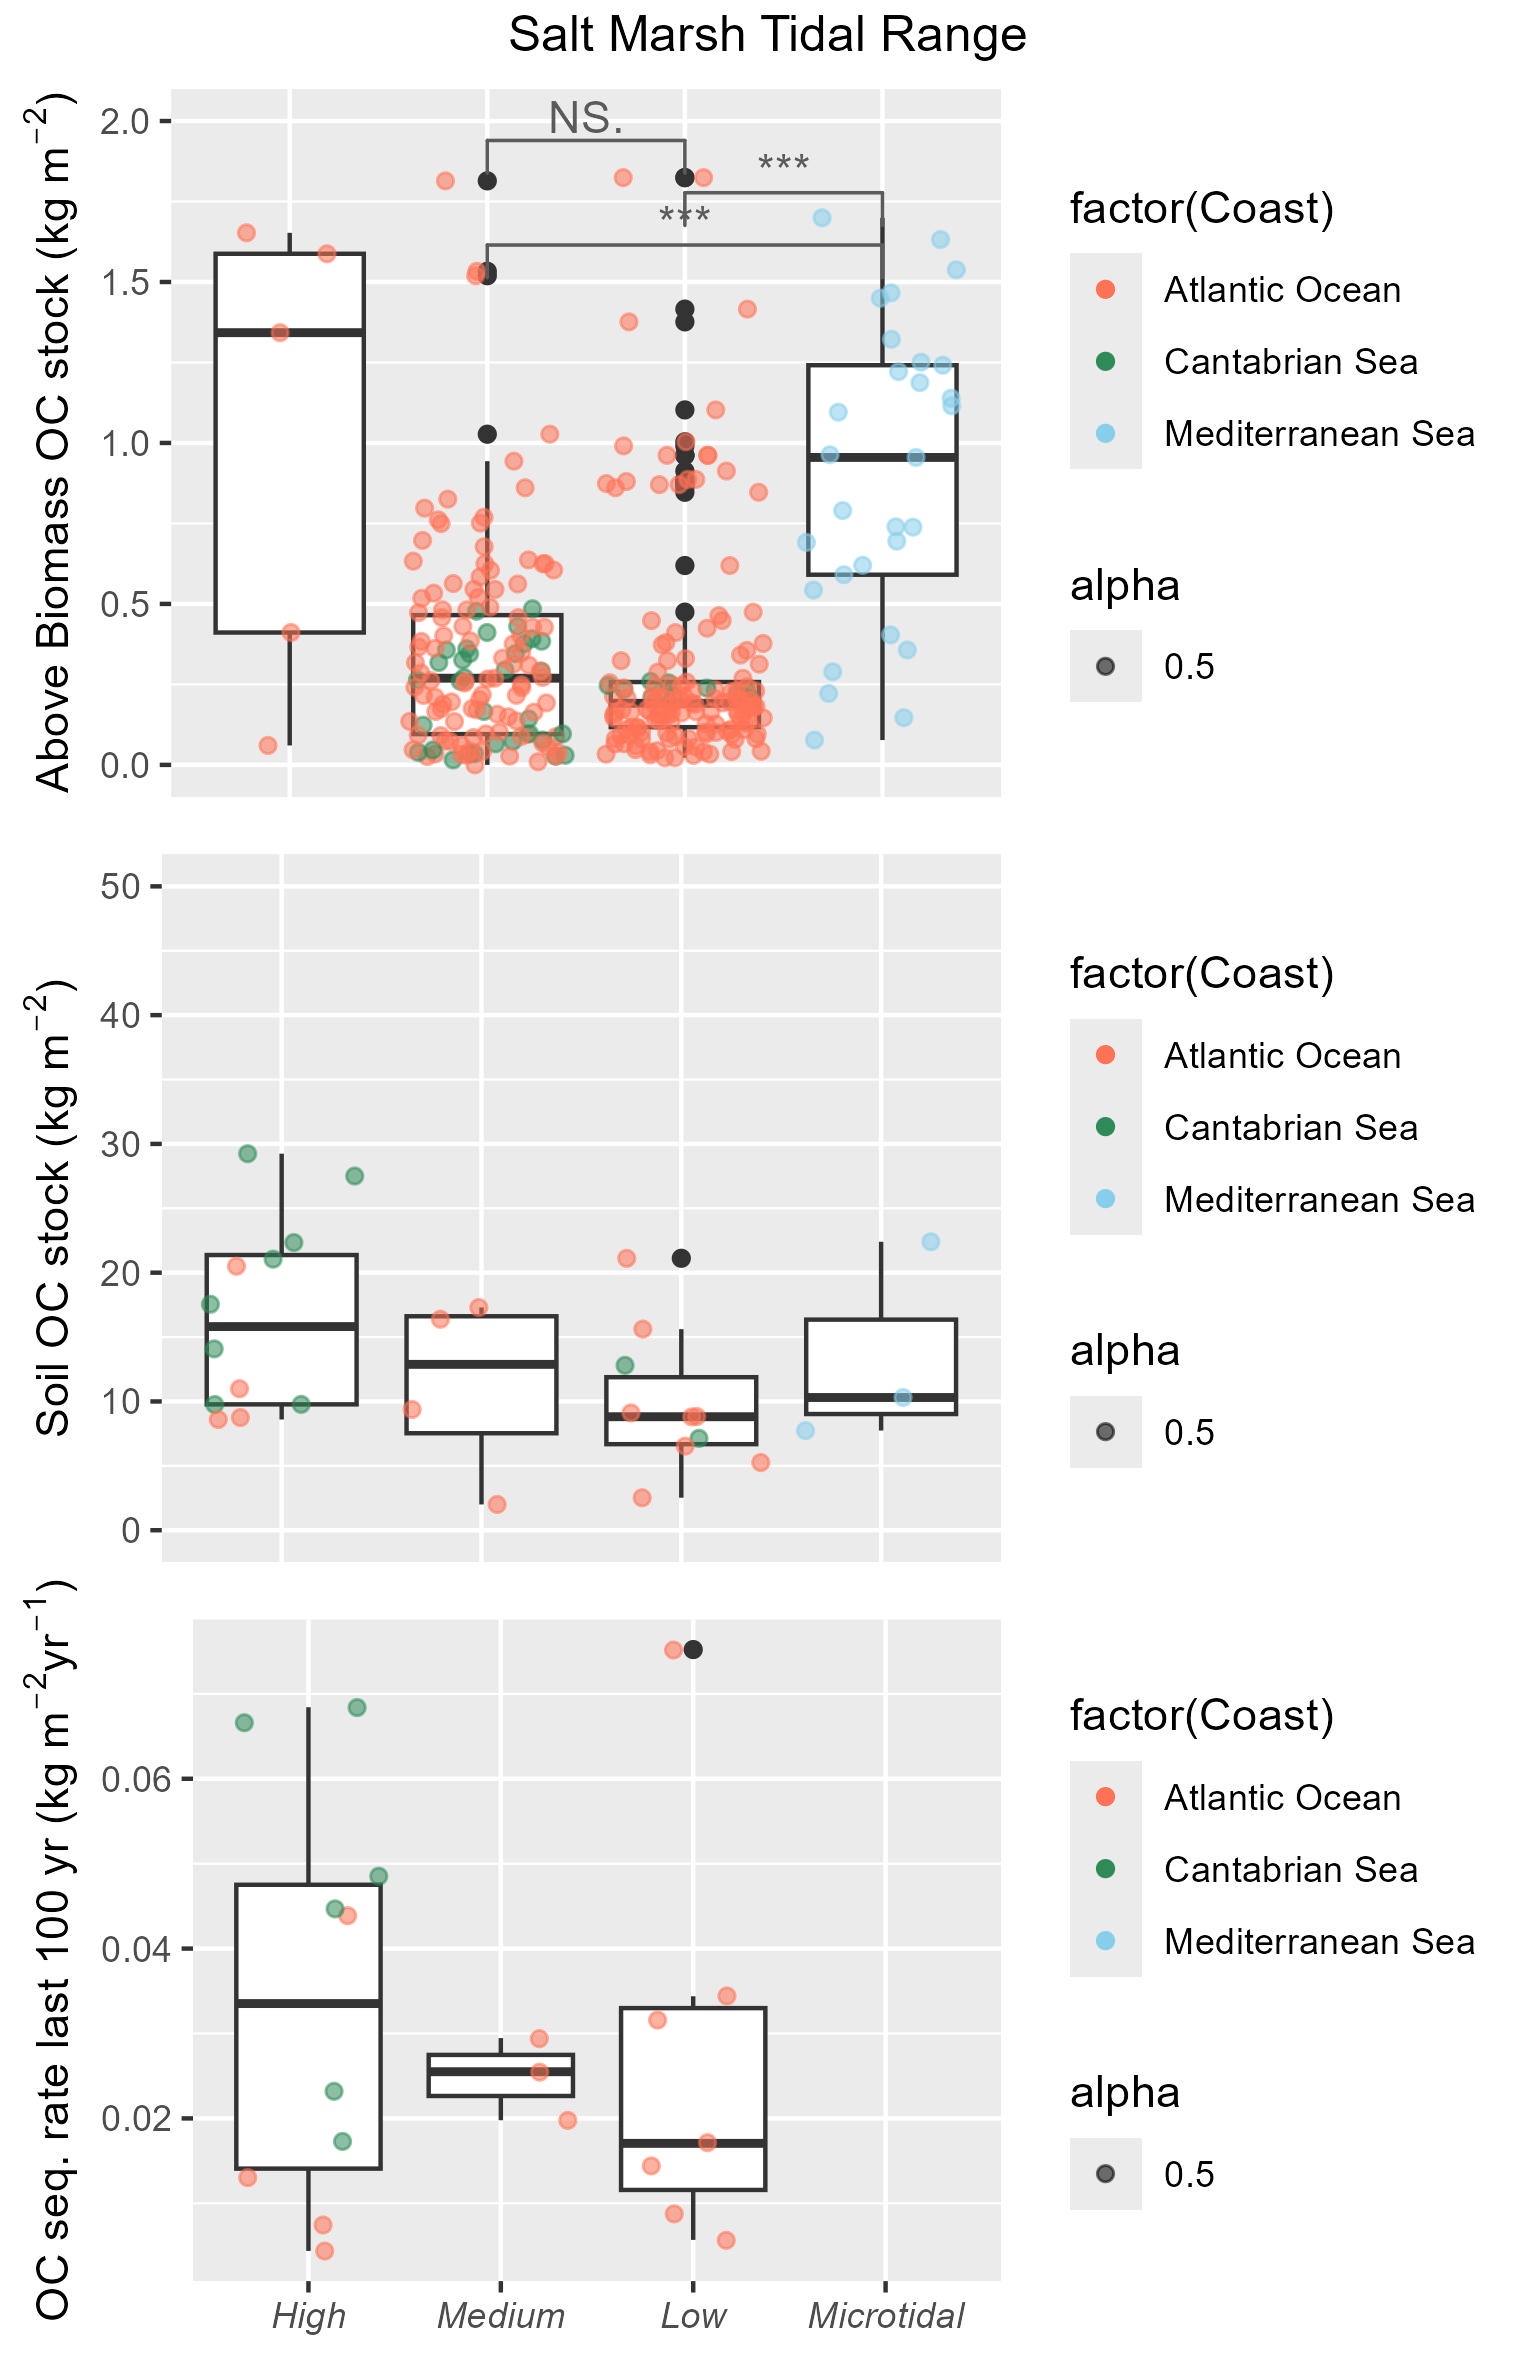 Salt Marsh Tidal Range
Above Biomass OC stock (kg m⁻²)
2.0
1.5
1.0
0.5
0.0
NS.
***
***
factor(Coast)
Atlantic Ocean
Cantabrian Sea
Mediterranean Sea
alpha
0.5
Soil OC stock (kg m⁻²)
50
40
30
20
10
0
factor(Coast)
Atlantic Ocean
Cantabrian Sea
Mediterranean Sea
alpha
0.5
OC seq. rate last 100 yr (kg m⁻²yr⁻¹)
0.06
0.04
0.02
High Medium Low Microtidal
factor(Coast)
Atlantic Ocean
Cantabrian Sea
Mediterranean Sea
alpha
0.5